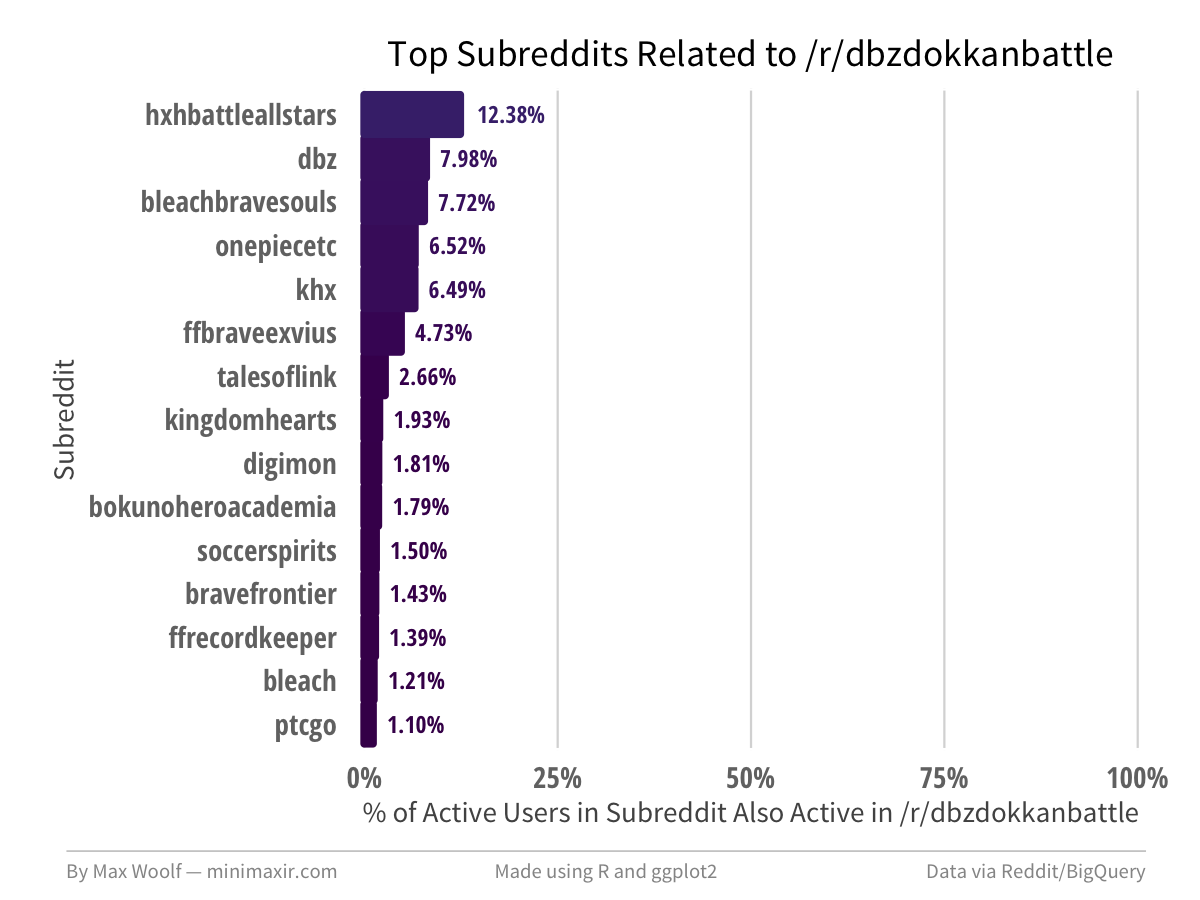 Top Subreddits Related to /r/dbzdokkanbattle
hxhbattleallstars 12.38%
dbz 7.98%
bleachbravesouls 7.72%
onepiecetc 6.52%
khx 6.49%
ffbraveexvius 4.73%
talesoflink 2.66%
kingdomhearts 1.93%
digimon 1.81%
bokunoheroacademia 1.79%
soccerspirits 1.50%
bravefrontier 1.43%
ffrecordkeeper 1.39%
bleach 1.21%
ptcgo 1.10%
Subreddit
0% 25% 50% 75% 100%
% of Active Users in Subreddit Also Active in /r/dbzdokkanbattle
By Max Woolf — minimaxir.com Made using R and ggplot2 Data via Reddit/BigQuery